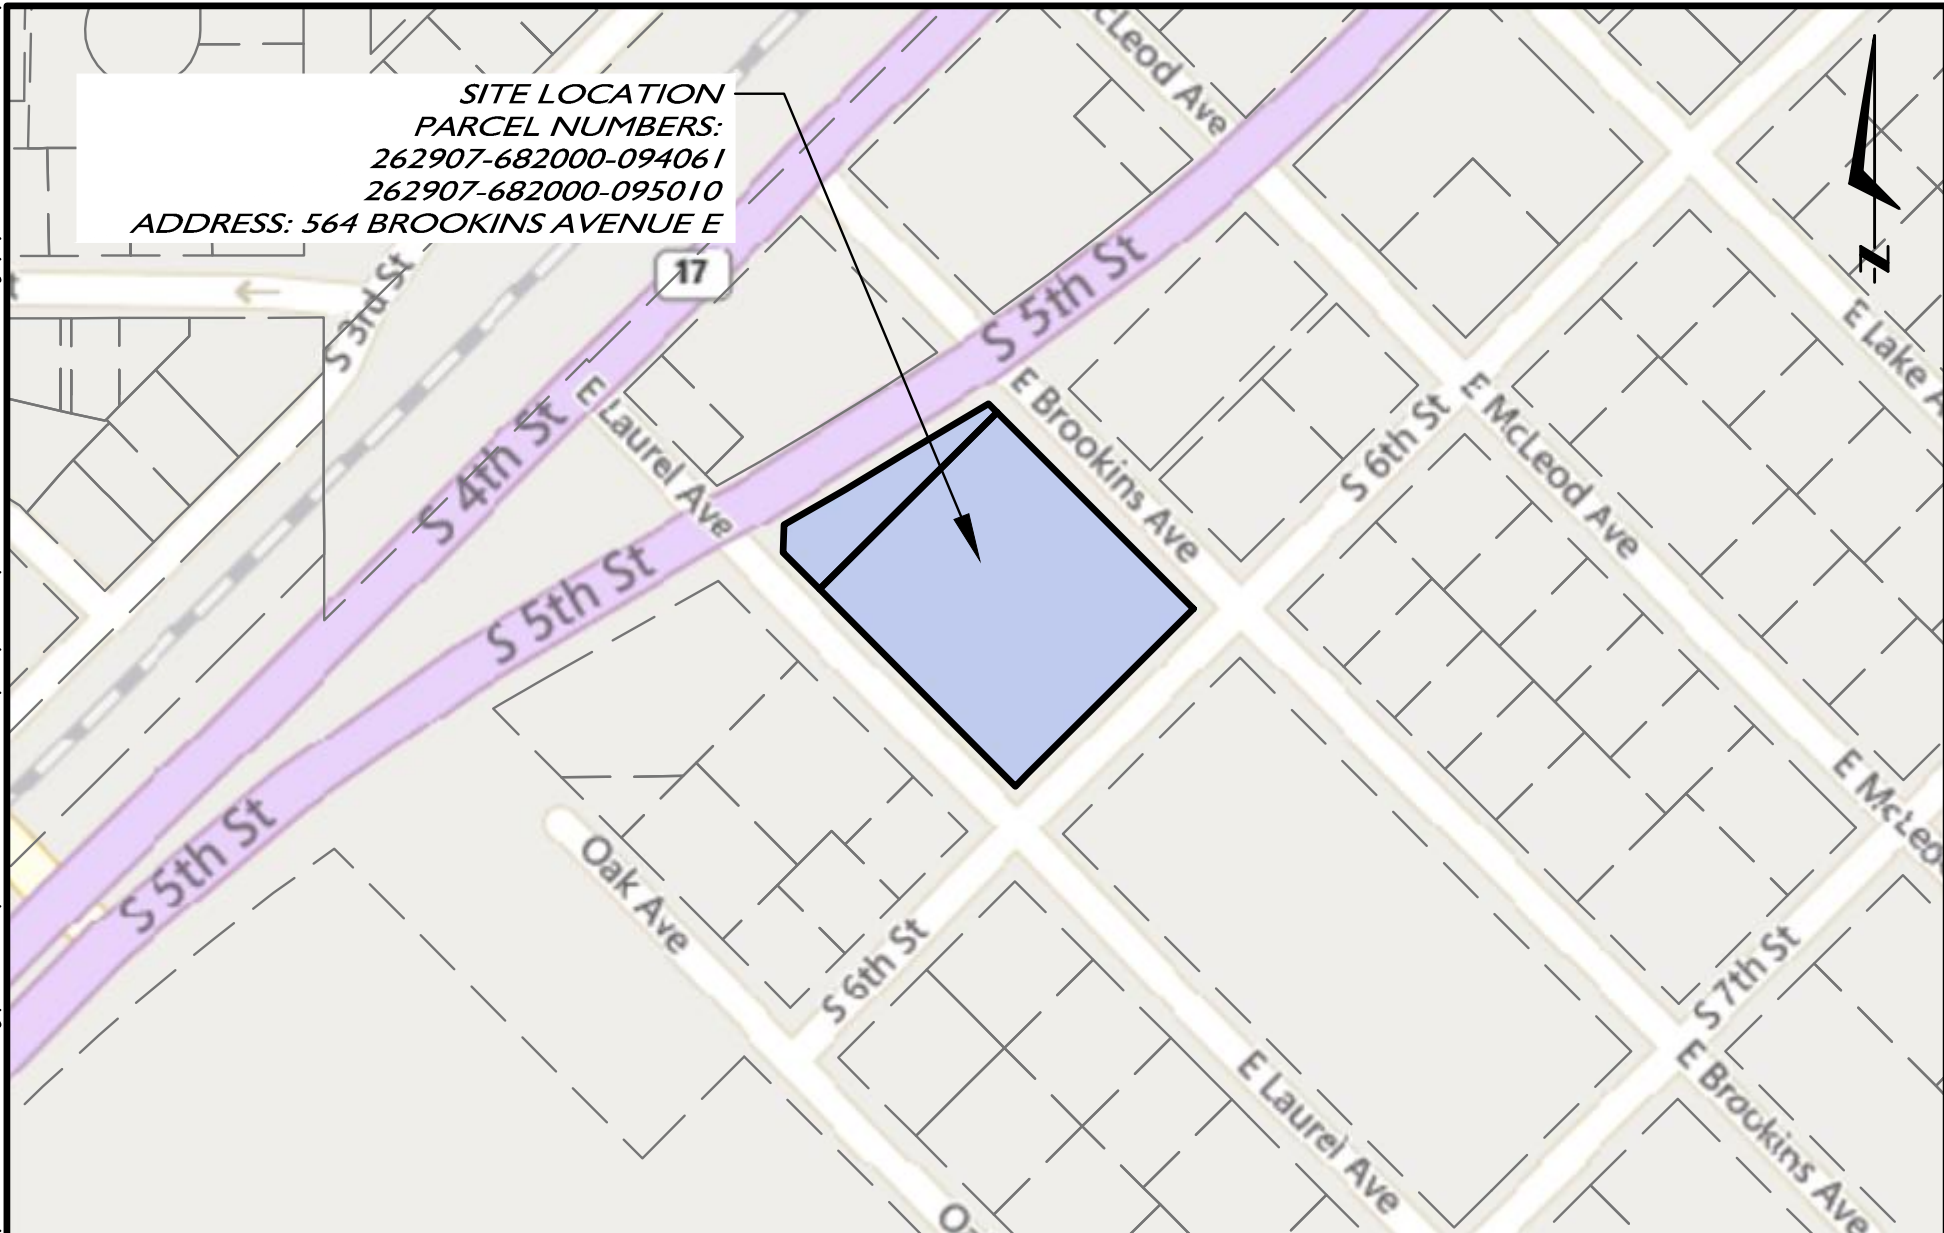 SITE LOCATION
PARCEL NUMBERS:
262907-682000-094061
262907-682000-095010
ADDRESS: 564 BROOKINS AVENUE E
cLeod Ave
17
S 3rd St
S 5th St
E Lake A
E Laurel Ave
E Brookins Ave
S 4th St
S 6th St
E McLeod Ave
S 5th St
E McLeod
S 5th St
Oak Ave
S 6th St
S 7th St
E Laurel Ave
E Brookins Ave
N